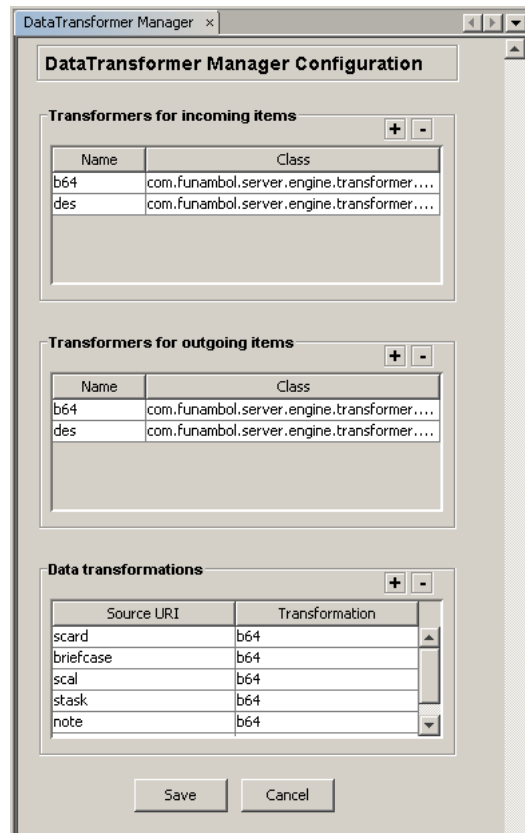 DataTransformer Manager ×
DataTransformer Manager Configuration
Transformers for incoming items
+ -
Name Class
b64 com.funambol.server.engine.transformer....
des com.funambol.server.engine.transformer....
Transformers for outgoing items
+ -
Name Class
b64 com.funambol.server.engine.transformer....
des com.funambol.server.engine.transformer....
Data transformations
+ -
Source URI Transformation
scard b64
briefcase b64
scal b64
stask b64
note b64
Save Cancel